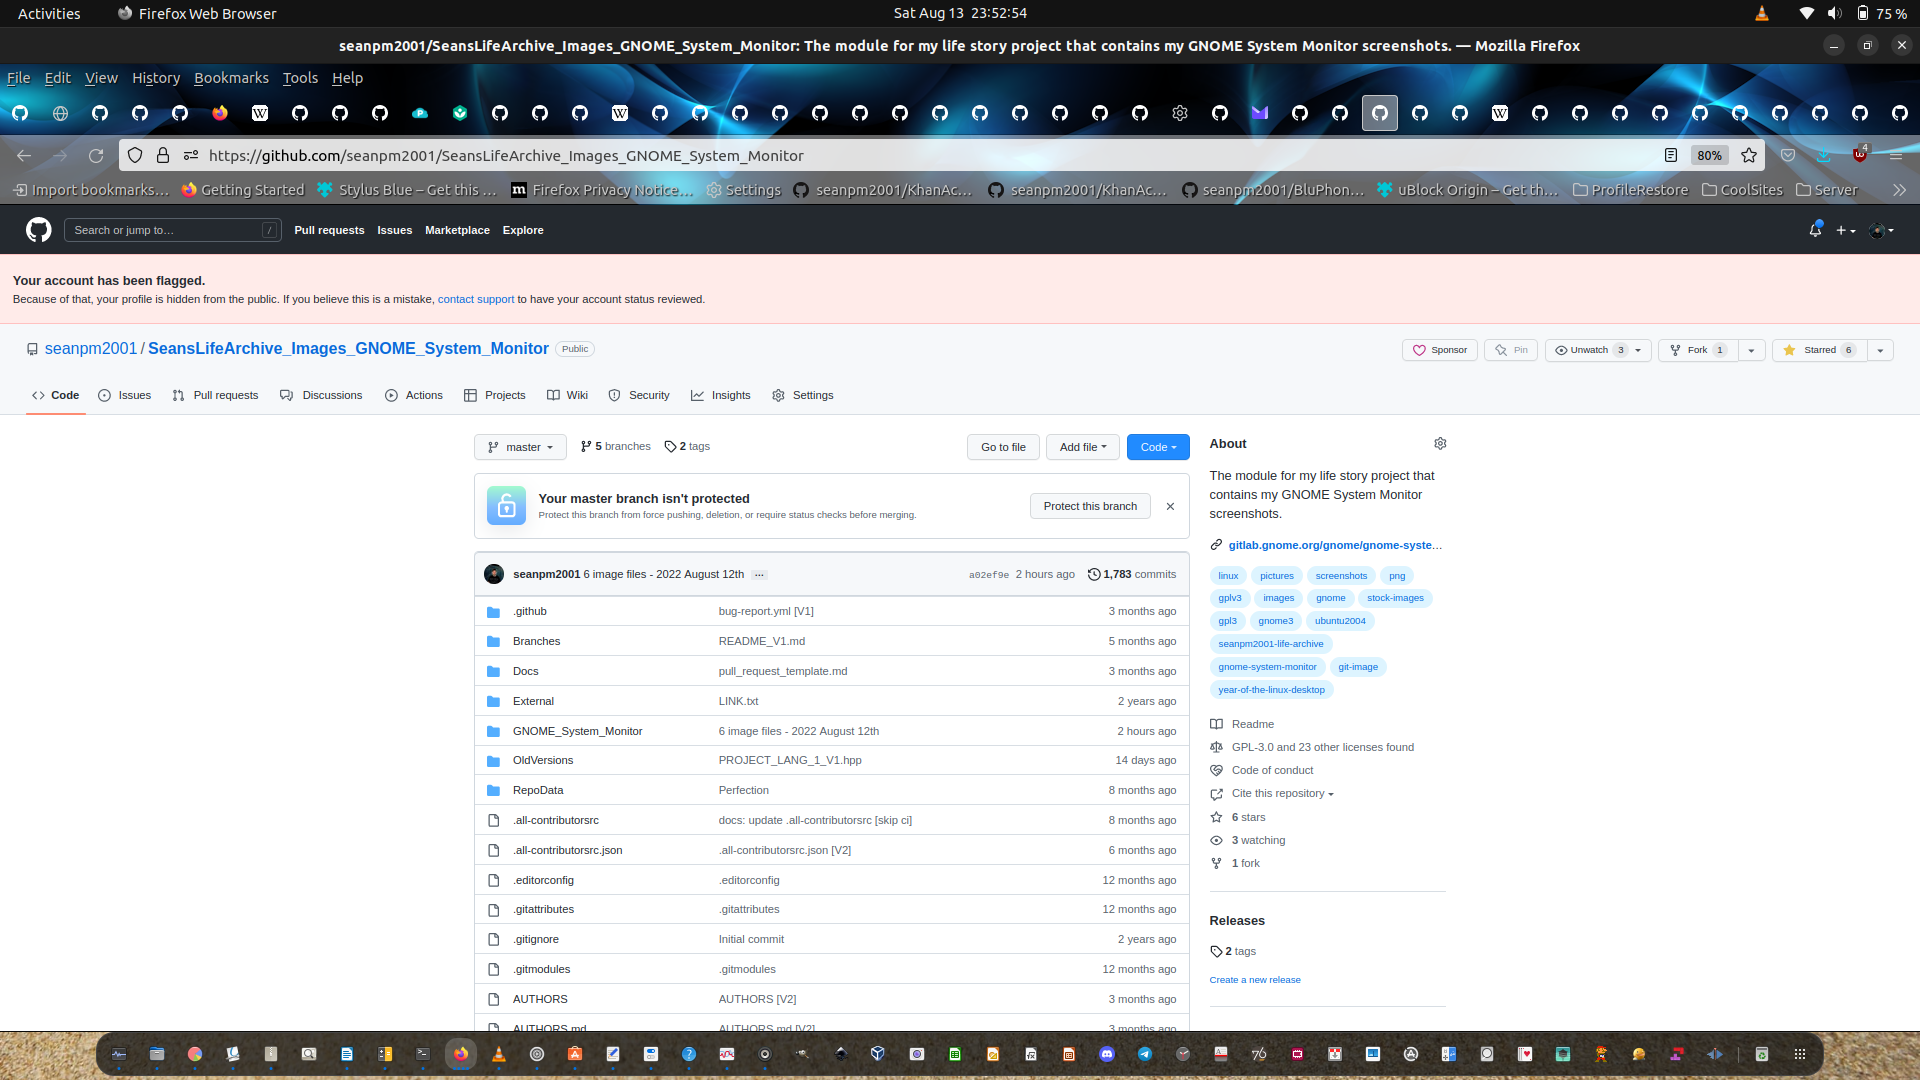 Activities Firefox Web Browser Sat Aug 13 23:52:54 75 %
seanpm2001/SeansLifeArchive_Images_GNOME_System_Monitor: The module for my life story project that contains my GNOME System Monitor screenshots. — Mozilla Firefox
File Edit View History Bookmarks Tools Help
https://github.com/seanpm2001/SeansLifeArchive_Images_GNOME_System_Monitor 80% 4
Import bookmarks… Getting Started Stylus Blue – Get this … Firefox Privacy Notice… Settings seanpm2001/KhanAc… seanpm2001/KhanAc… seanpm2001/BluPhon… uBlock Origin – Get th… ProfileRestore CoolSites Server
Search or jump to… / Pull requests Issues Marketplace Explore
Your account has been flagged.
Because of that, your profile is hidden from the public. If you believe this is a mistake, contact support to have your account status reviewed.
seanpm2001 / SeansLifeArchive_Images_GNOME_System_Monitor Public Sponsor Pin Unwatch 3 Fork 1 Starred 6
Code Issues Pull requests Discussions Actions Projects Wiki Security Insights Settings
master 5 branches 2 tags Go to file Add file Code
Your master branch isn't protected
Protect this branch from force pushing, deletion, or require status checks before merging.
Protect this branch
seanpm2001 6 image files - 2022 August 12th … a02ef9e 2 hours ago 1,783 commits
.github bug-report.yml [V1] 3 months ago
Branches README_V1.md 5 months ago
Docs pull_request_template.md 3 months ago
External LINK.txt 2 years ago
GNOME_System_Monitor 6 image files - 2022 August 12th 2 hours ago
OldVersions PROJECT_LANG_1_V1.hpp 14 days ago
RepoData Perfection 8 months ago
.all-contributorsrc docs: update .all-contributorsrc [skip ci] 8 months ago
.all-contributorsrc.json .all-contributorsrc.json [V2] 6 months ago
.editorconfig .editorconfig 12 months ago
.gitattributes .gitattributes 12 months ago
.gitignore Initial commit 2 years ago
.gitmodules .gitmodules 12 months ago
AUTHORS AUTHORS [V2] 3 months ago
AUTHORS.md AUTHORS.md [V2] 3 months ago
About
The module for my life story project that
contains my GNOME System Monitor
screenshots.
gitlab.gnome.org/gnome/gnome-syste…
linux pictures screenshots png
gplv3 images gnome stock-images
gpl3 gnome3 ubuntu2004
seanpm2001-life-archive
gnome-system-monitor git-image
year-of-the-linux-desktop
Readme
GPL-3.0 and 23 other licenses found
Code of conduct
Cite this repository
6 stars
3 watching
1 fork
Releases
2 tags
Create a new release